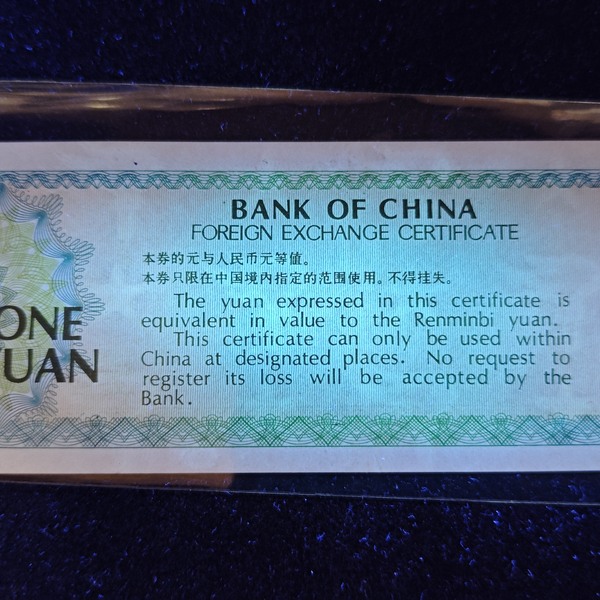 BANK OF CHINA
FOREIGN EXCHANGE CERTIFICATE
本券的元与人民币元等值。
本券只限在中国境内指定的范围使用。不得挂失。
The yuan expressed in this certificate is
equivalent in value to the Renminbi yuan.
This certificate can only be used within
China at designated places. No request to
register its loss will be accepted by the
Bank.
ONE
YUAN